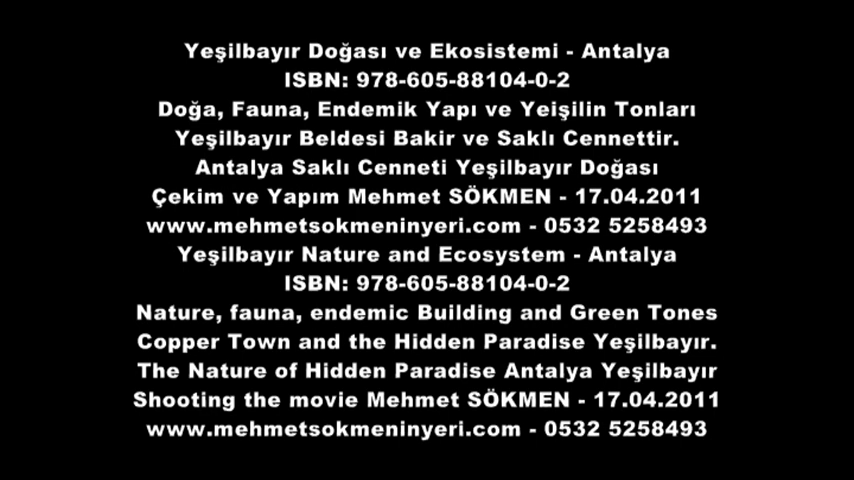 Yeşilbayır Doğası ve Ekosistemi - Antalya
ISBN: 978-605-88104-0-2
Doğa, Fauna, Endemik Yapı ve Yeişilin Tonları
Yeşilbayır Beldesi Bakir ve Saklı Cennettir.
Antalya Saklı Cenneti Yeşilbayır Doğası
Çekim ve Yapım Mehmet SÖKMEN - 17.04.2011
www.mehmetsokmeninyeri.com - 0532 5258493
Yeşilbayır Nature and Ecosystem - Antalya
ISBN: 978-605-88104-0-2
Nature, fauna, endemic Building and Green Tones
Copper Town and the Hidden Paradise Yeşilbayır.
The Nature of Hidden Paradise Antalya Yeşilbayır
Shooting the movie Mehmet SÖKMEN - 17.04.2011
www.mehmetsokmeninyeri.com - 0532 5258493